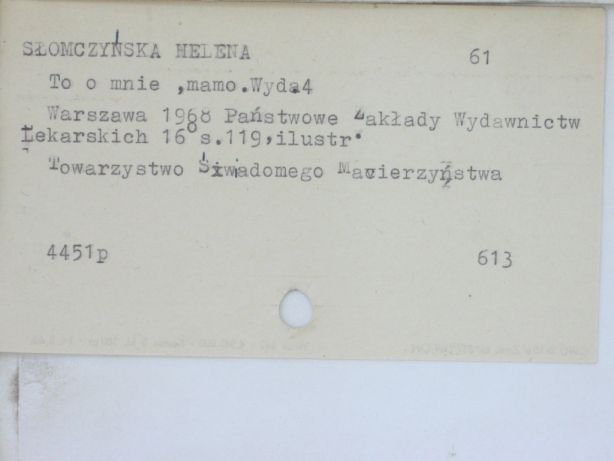 SŁOMCZYŃSKA HELENA 61
To o mnie ,mamo.Wyd.4
Warszawa 1968 Państwowe Zakłady Wydawnictw
Lekarskich 16° s.119,ilustr.
Towarzystwo Świadomego Macierzyństwa
4451p 613